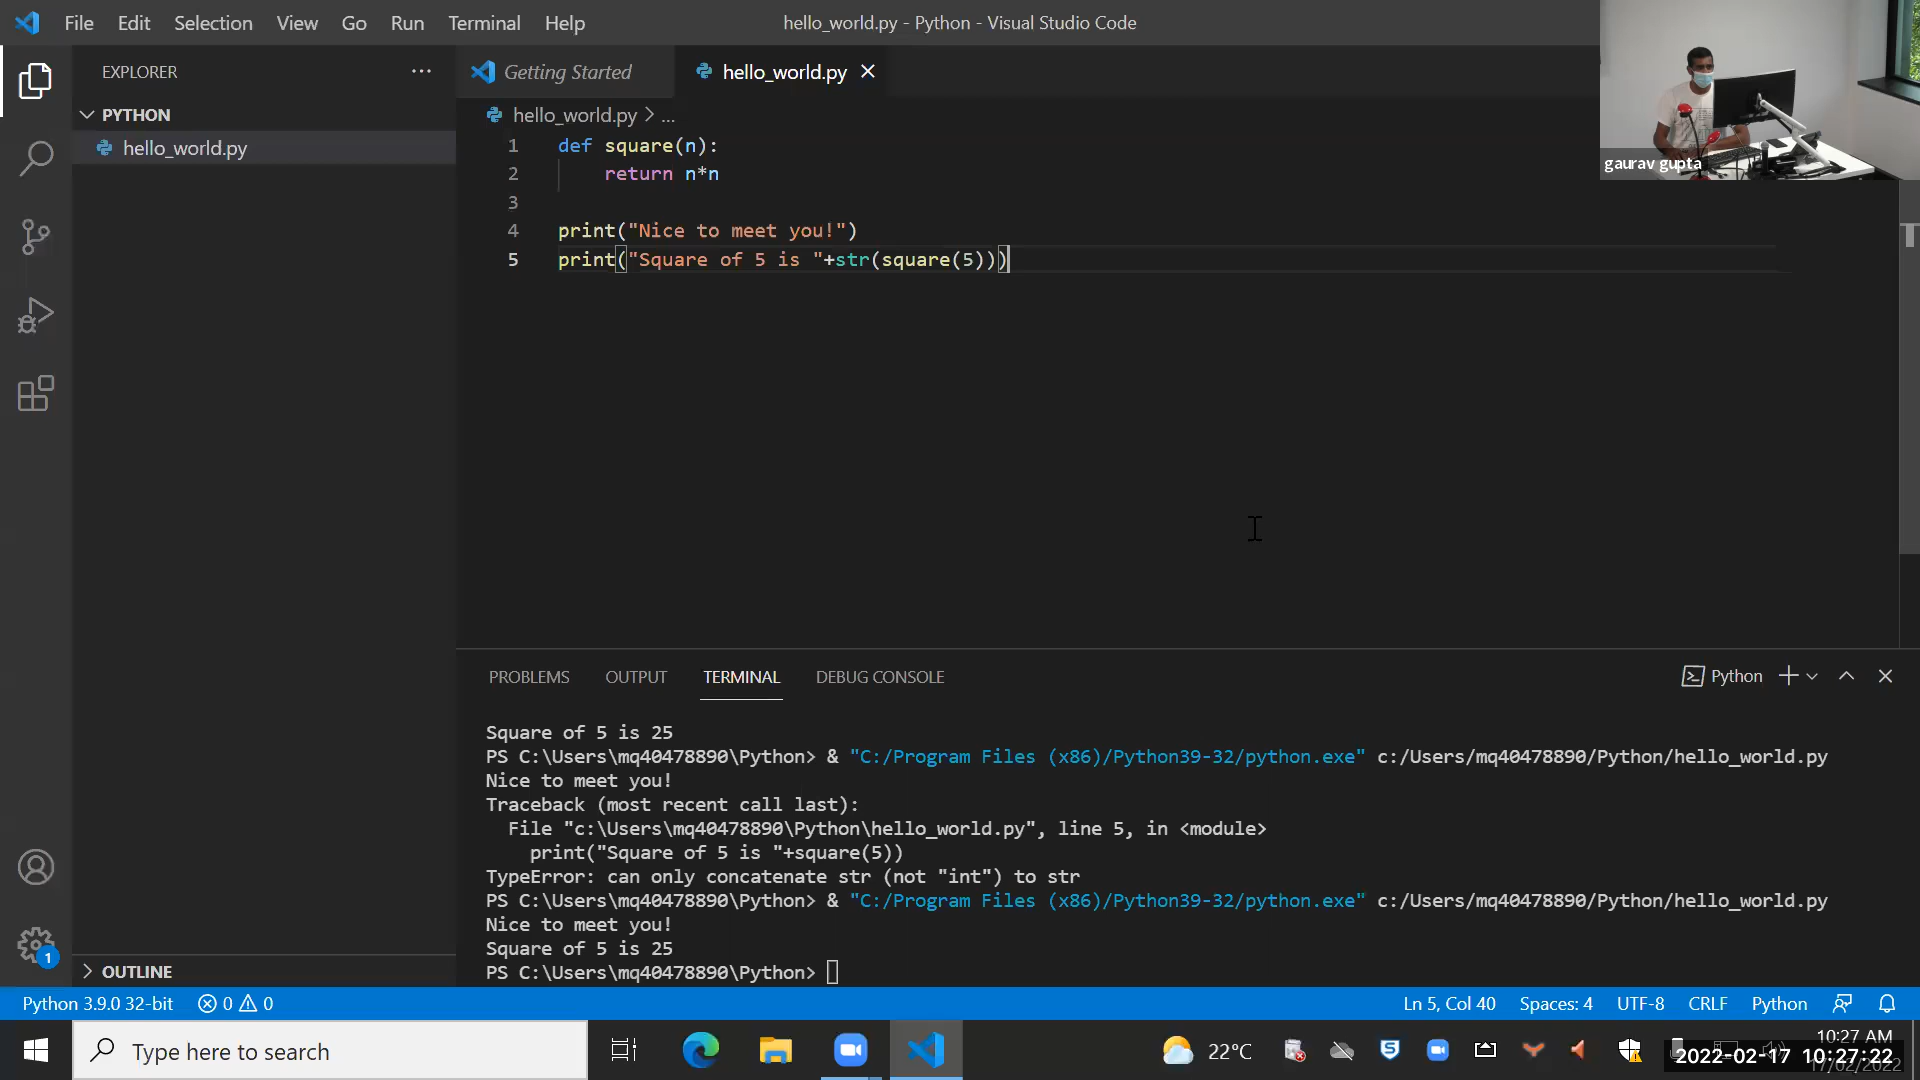 File Edit Selection View Go Run Terminal Help
hello_world.py - Python - Visual Studio Code
EXPLORER
PYTHON
hello_world.py
OUTLINE
Getting Started
hello_world.py
hello_world.py > ...
1 def square(n):
2 return n*n
3
4 print("Nice to meet you!")
5 print("Square of 5 is "+str(square(5)))
gaurav gupta
PROBLEMS OUTPUT TERMINAL DEBUG CONSOLE
Python
Square of 5 is 25
PS C:\Users\mq40478890\Python> & "C:/Program Files (x86)/Python39-32/python.exe" c:/Users/mq40478890/Python/hello_world.py
Nice to meet you!
Traceback (most recent call last):
File "c:\Users\mq40478890\Python\hello_world.py", line 5, in <module>
print("Square of 5 is "+square(5))
TypeError: can only concatenate str (not "int") to str
PS C:\Users\mq40478890\Python> & "C:/Program Files (x86)/Python39-32/python.exe" c:/Users/mq40478890/Python/hello_world.py
Nice to meet you!
Square of 5 is 25
PS C:\Users\mq40478890\Python>
1
Python 3.9.0 32-bit 0 0
Ln 5, Col 40 Spaces: 4 UTF-8 CRLF Python
Type here to search
22°C
10:27 AM
2022-02-17 10:27:22
17/02/2022